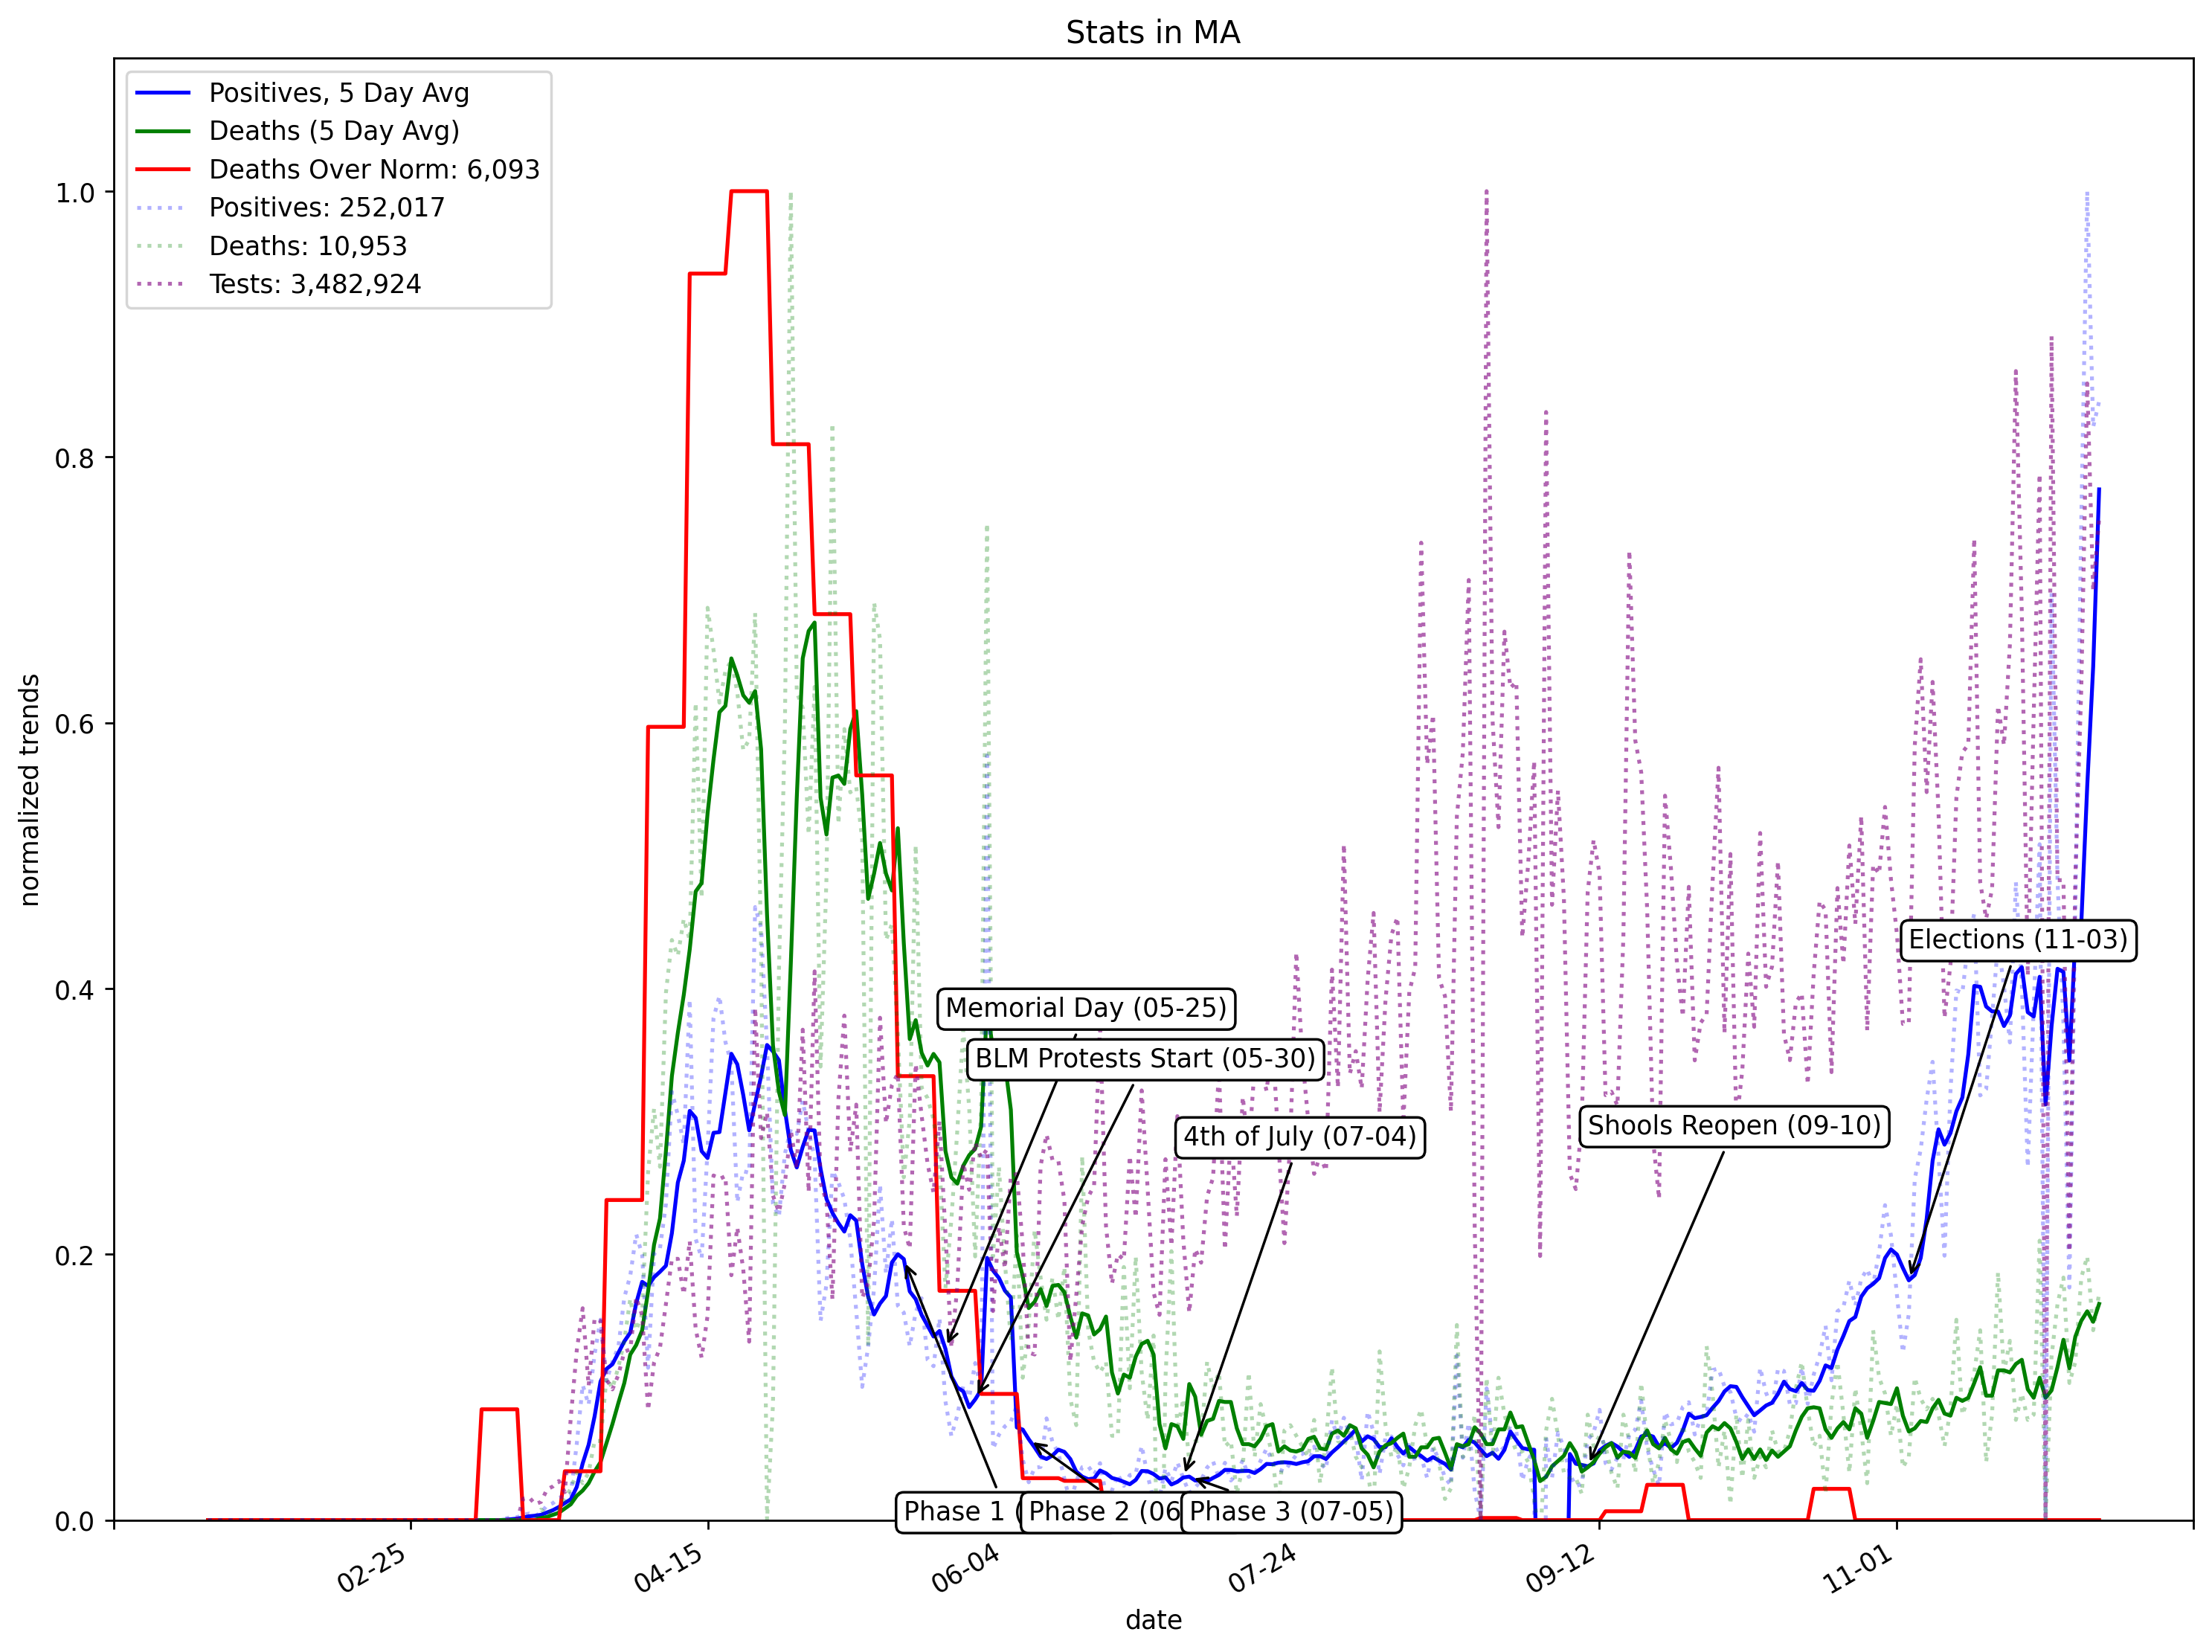 Stats in MA
Positives, 5 Day Avg
Deaths (5 Day Avg)
Deaths Over Norm: 6,093
Positives: 252,017
Deaths: 10,953
Tests: 3,482,924
normalized trends
1.0
0.8
0.6
0.4
0.2
0.0
Elections (11-03)
Memorial Day (05-25)
BLM Protests Start (05-30)
Shools Reopen (09-10)
4th of July (07-04)
Phase 1 (
Phase 2 (06
Phase 3 (07-05)
02-25
04-15
06-04
07-24
09-12
11-01
date